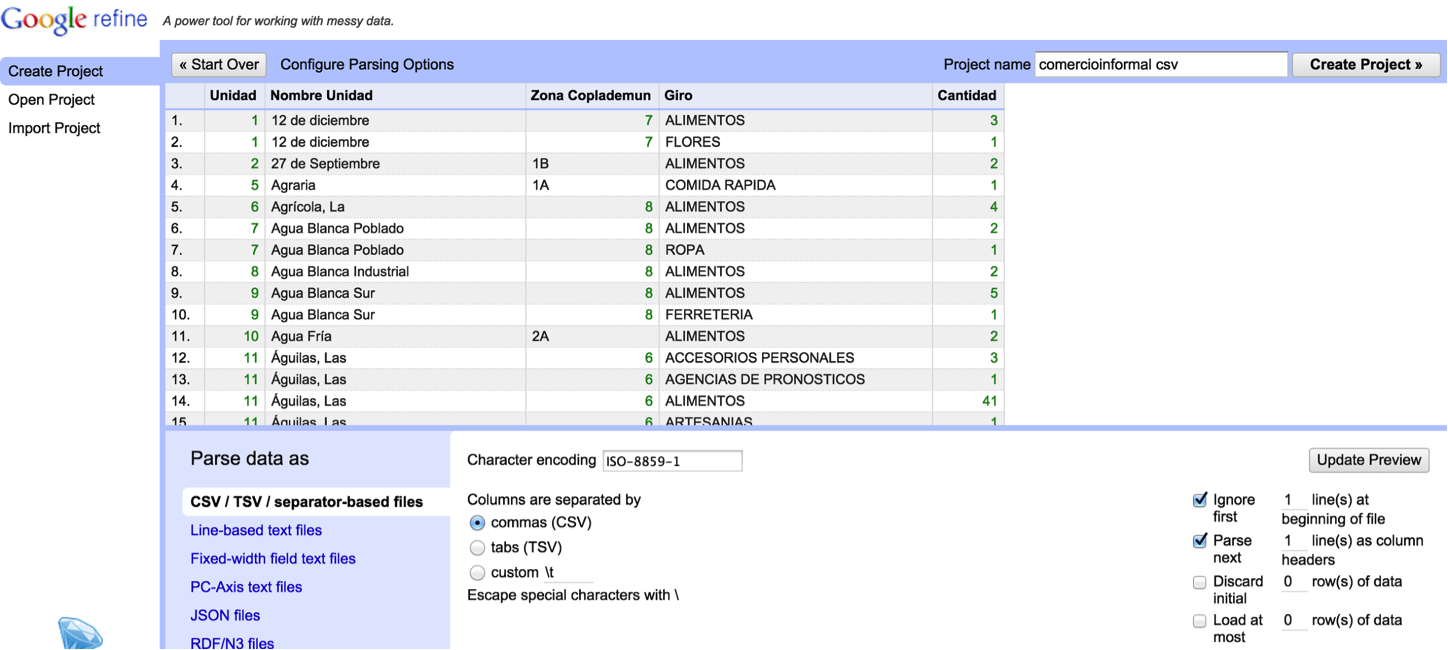 Google refine A power tool for working with messy data.
Create Project
Open Project
Import Project
« Start Over Configure Parsing Options Project name comercioinformal csv Create Project »
Unidad Nombre Unidad Zona Coplademun Giro Cantidad
1. 1 12 de diciembre 7 ALIMENTOS 3
2. 1 12 de diciembre 7 FLORES 1
3. 2 27 de Septiembre 1B ALIMENTOS 2
4. 5 Agraria 1A COMIDA RAPIDA 1
5. 6 Agrícola, La 8 ALIMENTOS 4
6. 7 Agua Blanca Poblado 8 ALIMENTOS 2
7. 7 Agua Blanca Poblado 8 ROPA 1
8. 8 Agua Blanca Industrial 8 ALIMENTOS 2
9. 9 Agua Blanca Sur 8 ALIMENTOS 5
10. 9 Agua Blanca Sur 8 FERRETERIA 1
11. 10 Agua Fría 2A ALIMENTOS 2
12. 11 Águilas, Las 6 ACCESORIOS PERSONALES 3
13. 11 Águilas, Las 6 AGENCIAS DE PRONOSTICOS 1
14. 11 Águilas, Las 6 ALIMENTOS 41
15. 11 Águilas, Las 6 ARTESANIAS 1
Parse data as
CSV / TSV / separator-based files
Line-based text files
Fixed-width field text files
PC-Axis text files
JSON files
RDF/N3 files
Character encoding ISO-8859-1
Columns are separated by
commas (CSV)
tabs (TSV)
custom \t
Escape special characters with \
Update Preview
Ignore first 1 line(s) at beginning of file
Parse next 1 line(s) as column headers
Discard initial 0 row(s) of data
Load at most 0 row(s) of data